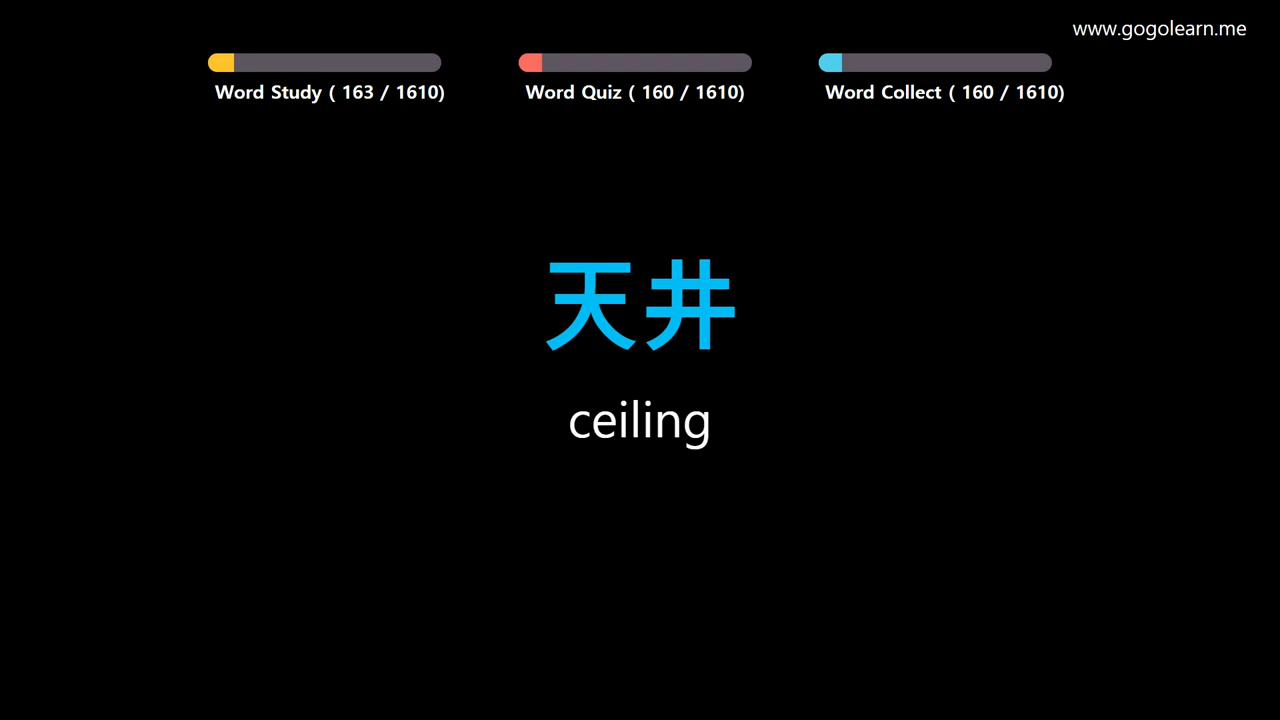 www.gogolearn.me
Word Study ( 163 / 1610)
Word Quiz ( 160 / 1610)
Word Collect ( 160 / 1610)
天井
ceiling